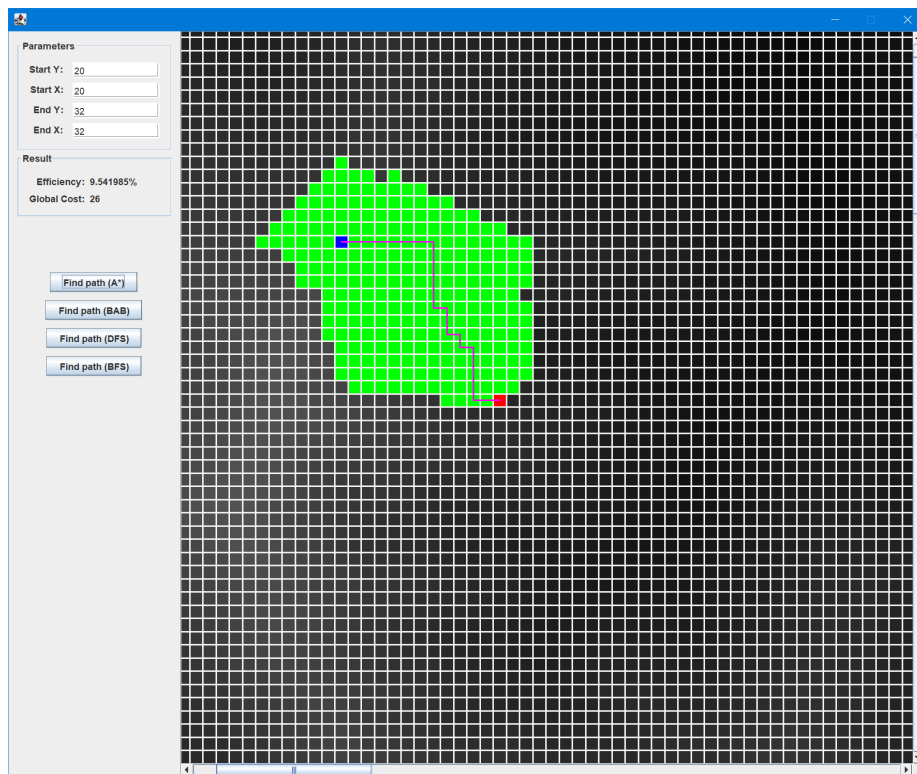 Parameters
Start Y: 20
Start X: 20
End Y: 32
End X: 32
Result
Efficiency: 9.541985%
Global Cost: 26
Find path (A*)
Find path (BAB)
Find path (DFS)
Find path (BFS)